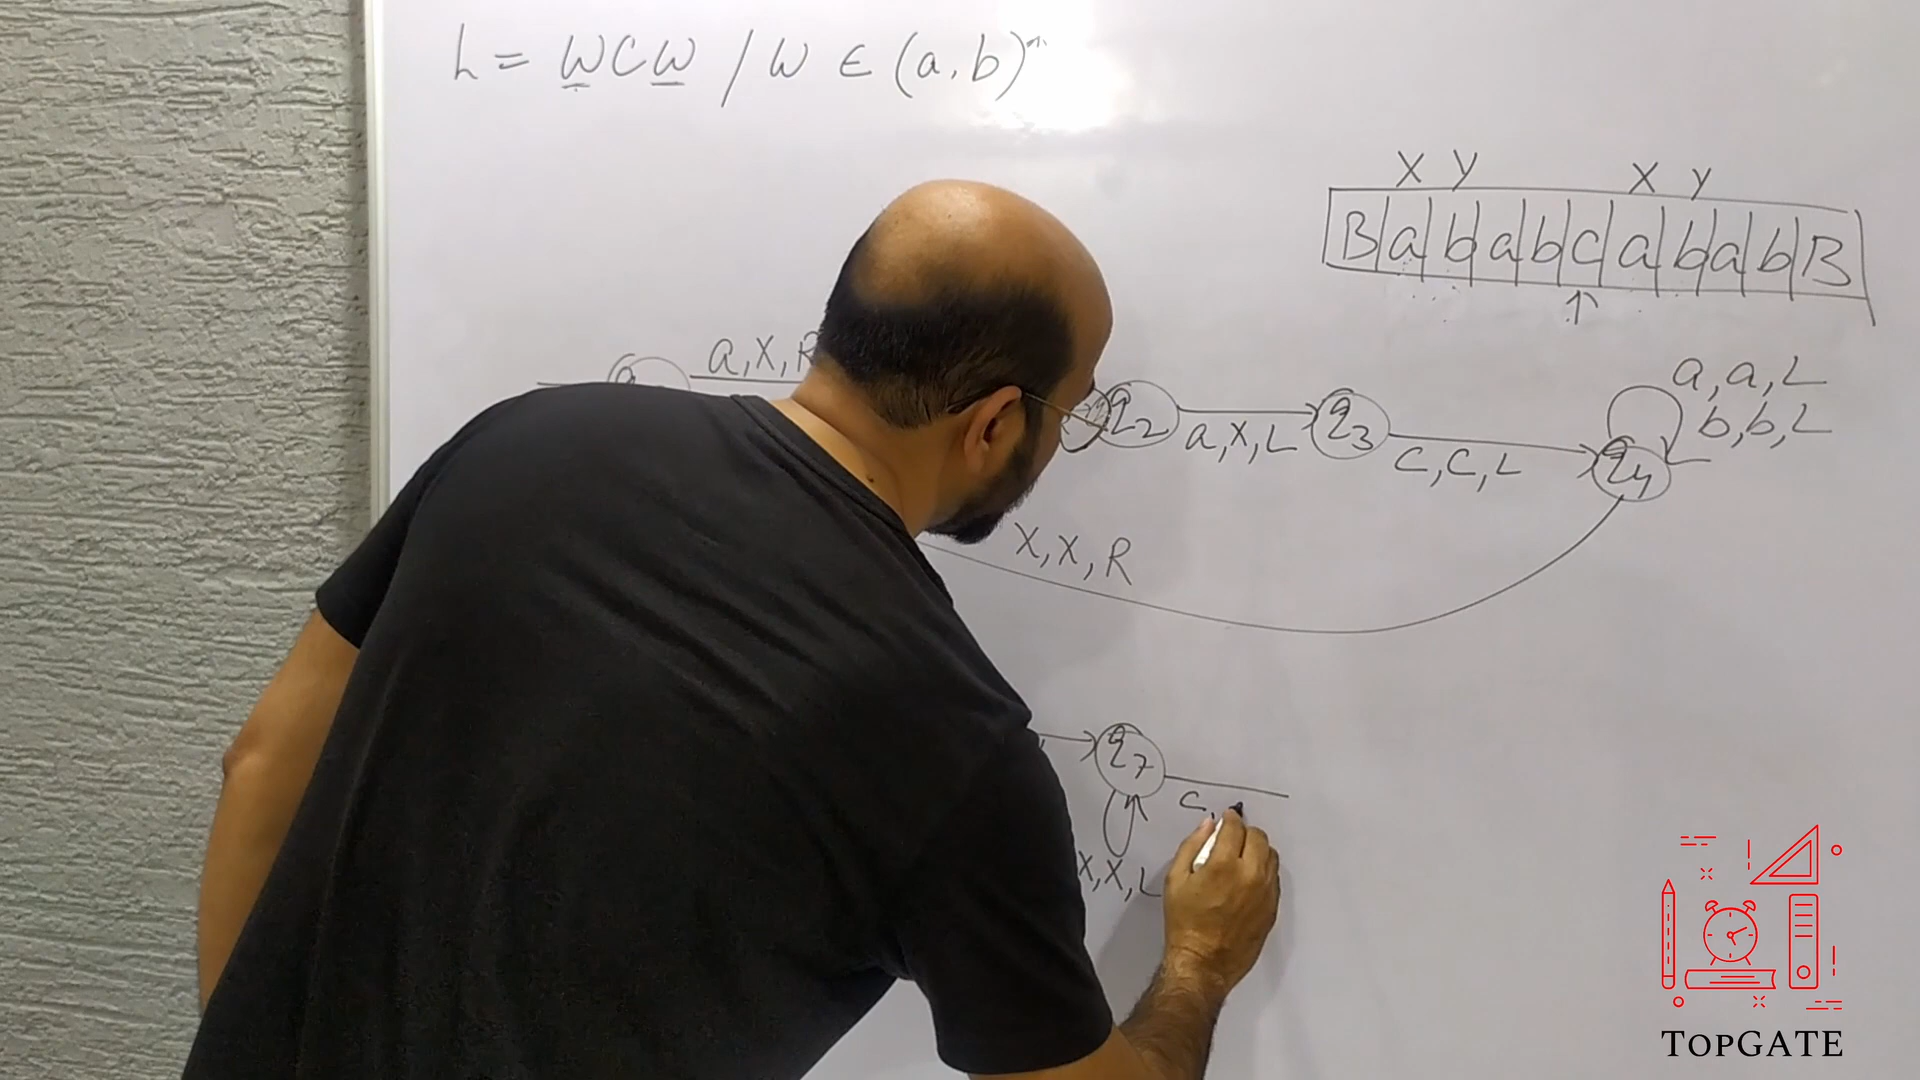 L = WCW / W ∈ (a,b)*
X Y X Y
B a b a b c a b a b B
↑
a, X, R
a, a, L
b, b, L
q2 a, X, L q3 C, C, L q4
X, X, R
q7
C,
X, X, L
TOPGATE